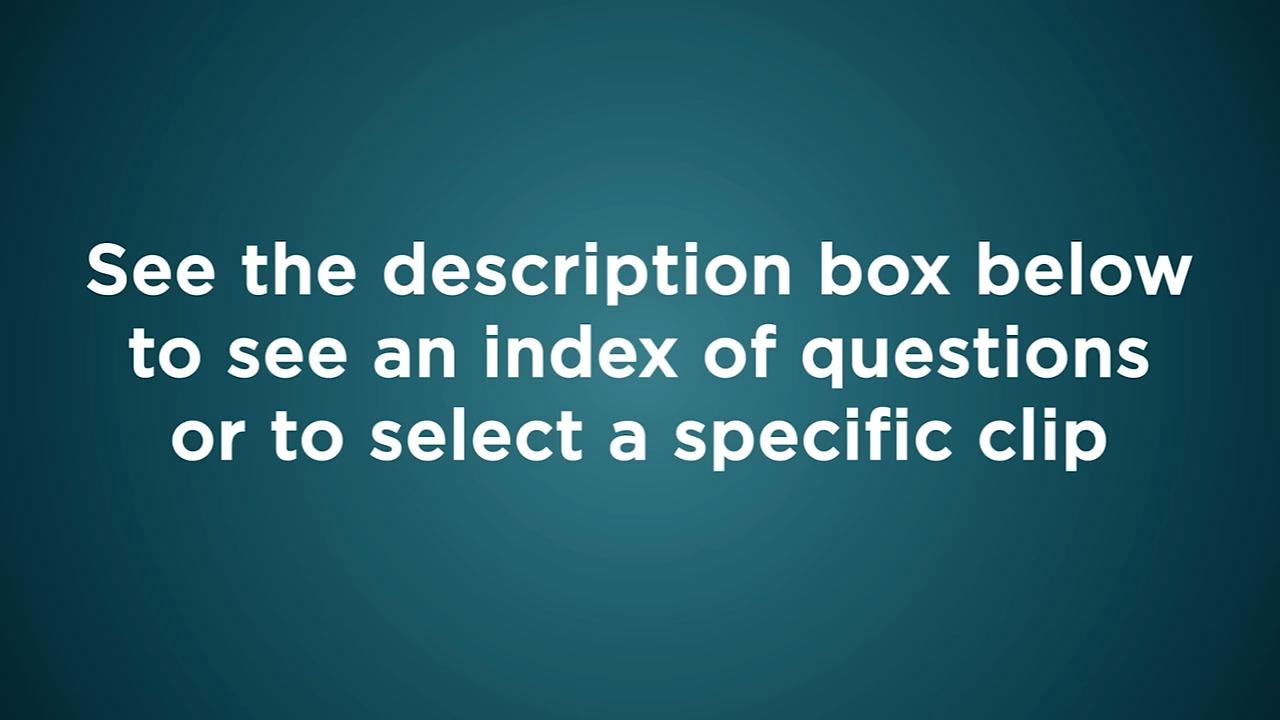 See the description box below
to see an index of questions
or to select a specific clip